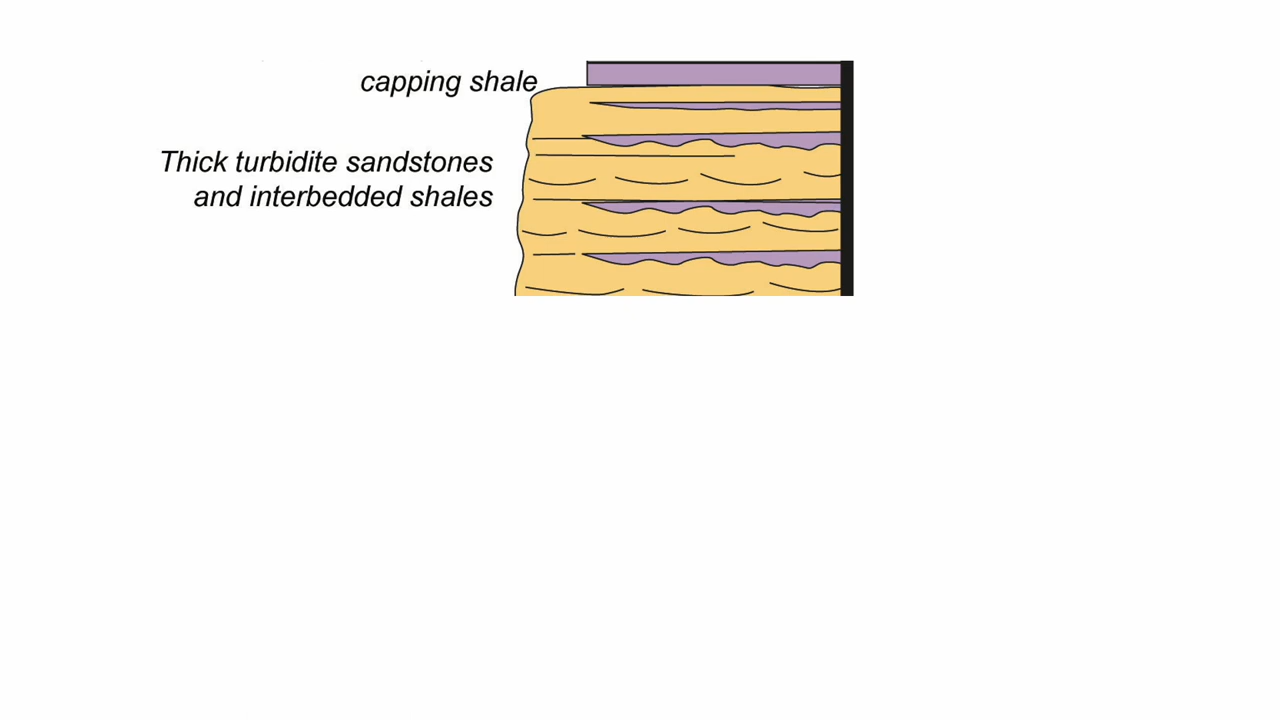 capping shale
Thick turbidite sandstones
and interbedded shales